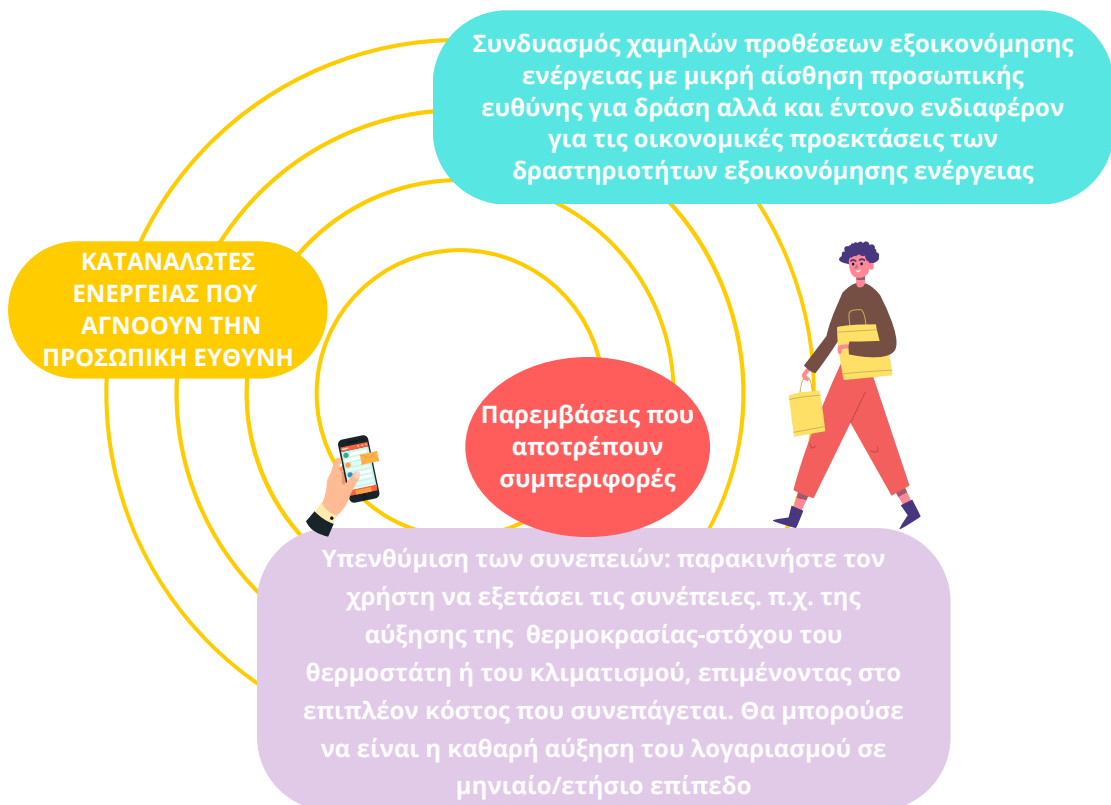 Συνδυασμός χαμηλών προθέσεων εξοικονόμησης
ενέργειας με μικρή αίσθηση προσωπικής
ευθύνης για δράση αλλά και έντονο ενδιαφέρον
για τις οικονομικές προεκτάσεις των
δραστηριοτήτων εξοικονόμησης ενέργειας
ΚΑΤΑΝΑΛΩΤΕΣ
ΕΝΕΡΓΕΙΑΣ ΠΟΥ
ΑΓΝΟΟΥΝ ΤΗΝ
ΠΡΟΣΩΠΙΚΗ ΕΥΘΥΝΗ
Παρεμβάσεις που
αποτρέπουν
συμπεριφορές
Υπενθύμιση των συνεπειών: παρακινήστε τον
χρήστη να εξετάσει τις συνέπειες. π.χ. της
αύξησης της θερμοκρασίας-στόχου του
θερμοστάτη ή του κλιματισμού, επιμένοντας στο
επιπλέον κόστος που συνεπάγεται. Θα μπορούσε
να είναι η καθαρή αύξηση του λογαριασμού σε
μηνιαίο/ετήσιο επίπεδο